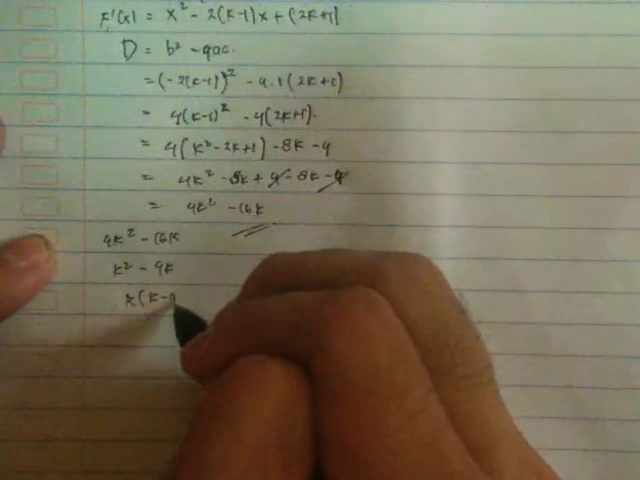 F'(x) = x² - 2(k-1)x + (2k+1)
D = b² - 4ac.
= (-2(k-1))² - 4.1(2k+1)
= 4(k-1)² - 4(2k+1).
= 4(k² - 2k+1) - 8k - 4
= 4k² - 8k + 4 - 8k - 4
= 4k² - 16k
4k² - 16k
k² - 4k
k(k-4